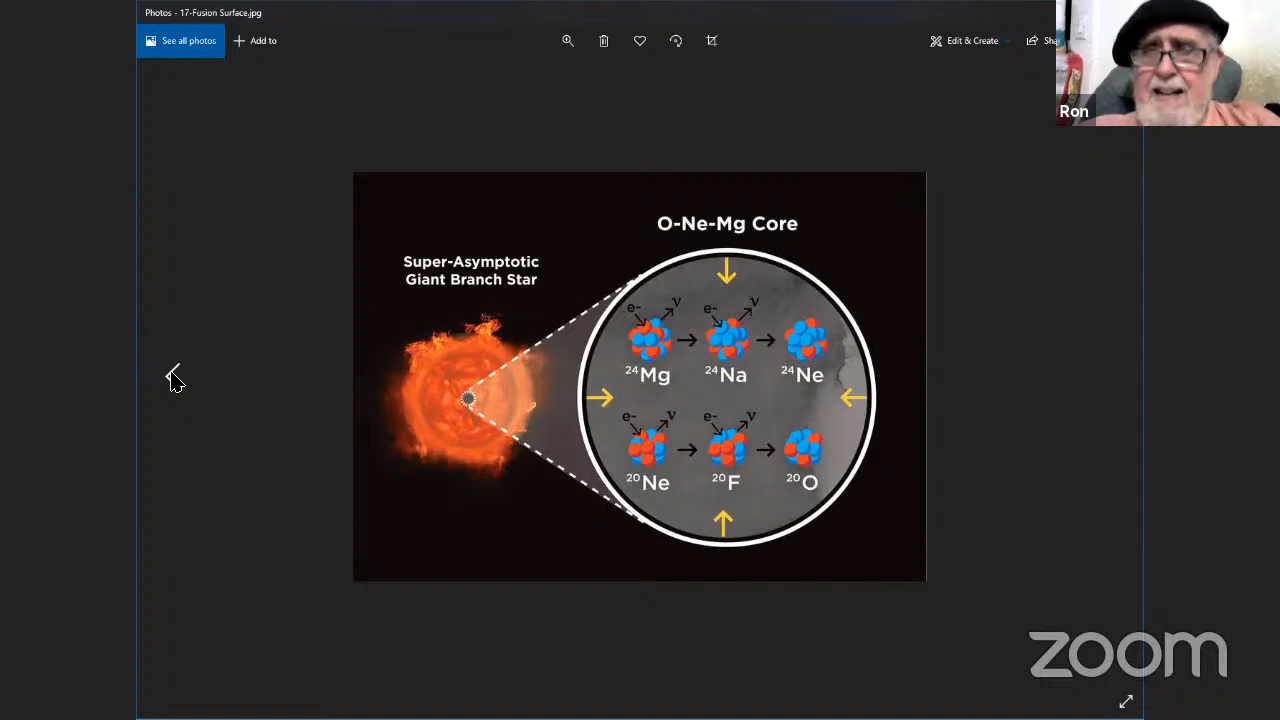 Photos - 17-Fusion Surface.jpg
See all photos
Add to
Edit & Create
Sha
Ron
O-Ne-Mg Core
Super-Asymptotic
Giant Branch Star
e- ν e- ν
²⁴Mg ²⁴Na ²⁴Ne
e- ν e- ν
²⁰Ne ²⁰F ²⁰O
zoom